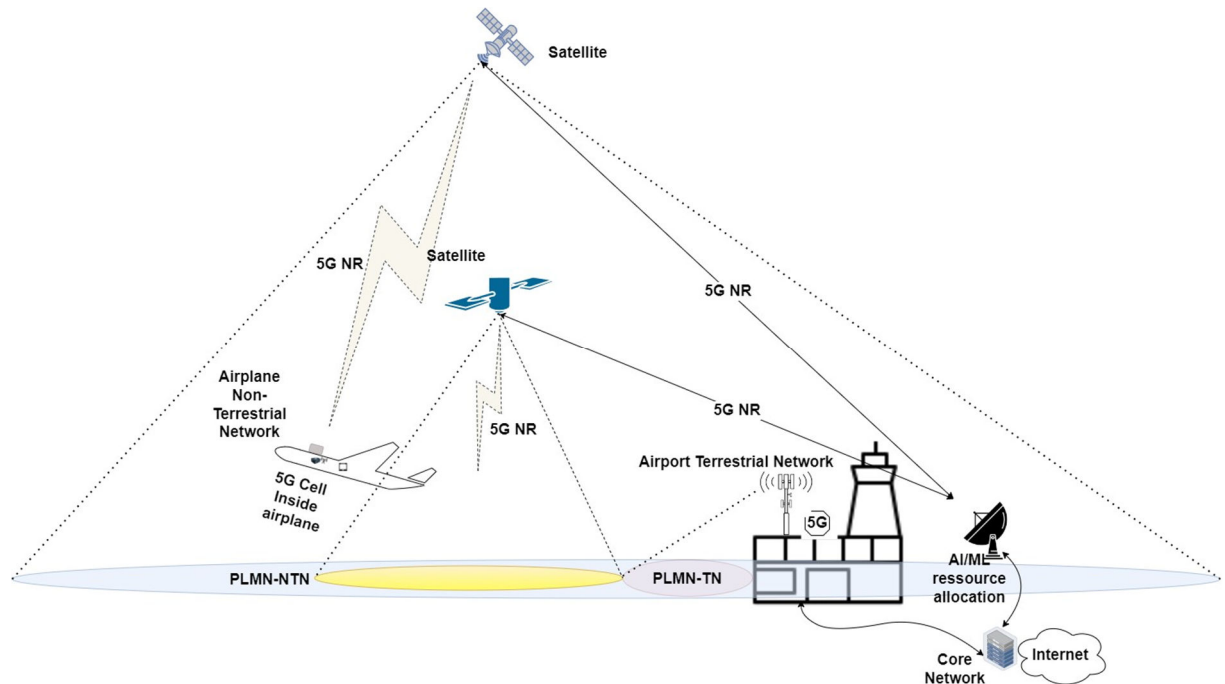 Satellite
5G NR
Satellite
5G NR
5G NR
5G NR
Airplane
Non-
Terrestrial
Network
5G Cell
Inside
airplane
Airport Terrestrial Network
5G
PLMN-NTN
PLMN-TN
AI/ML
ressource
allocation
Core
Network
Internet